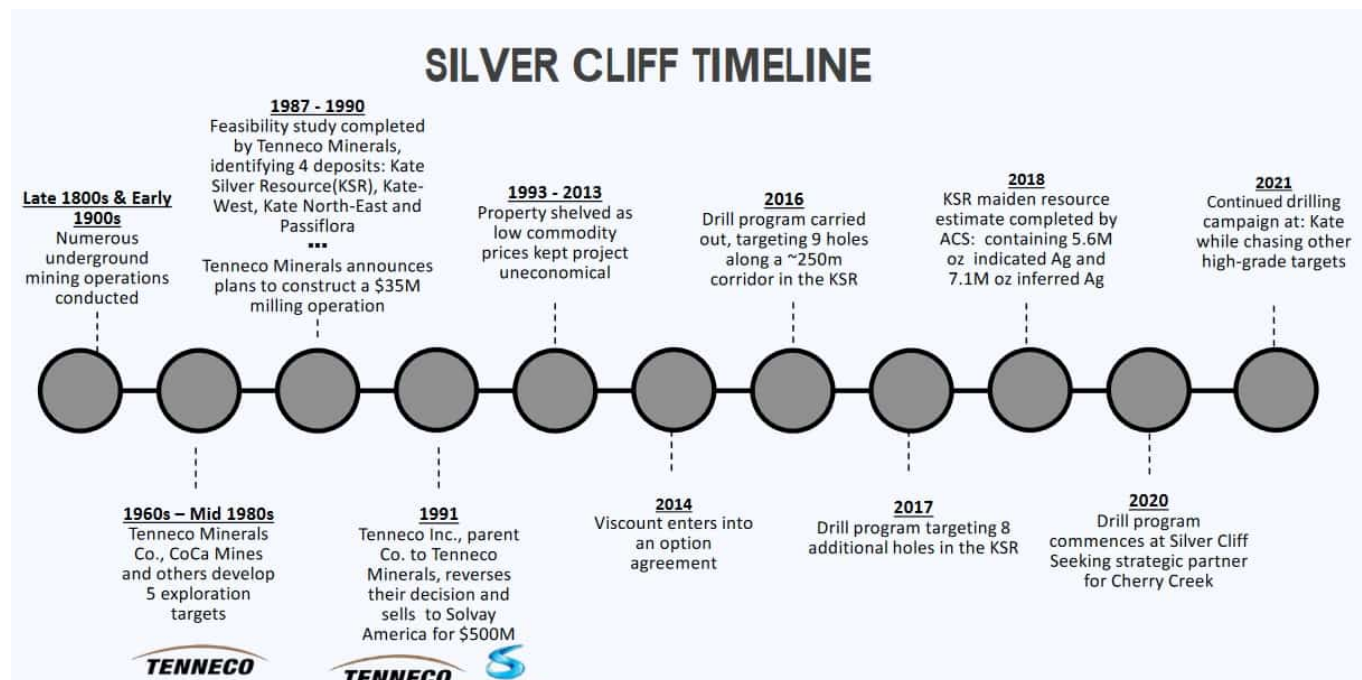 SILVER CLIFF TIMELINE
Late 1800s & Early
1900s
Numerous
underground
mining operations
conducted
1960s – Mid 1980s
Tenneco Minerals
Co., CoCa Mines
and others develop
5 exploration
targets
TENNECO
1987 - 1990
Feasibility study completed
by Tenneco Minerals,
identifying 4 deposits: Kate
Silver Resource(KSR), Kate-
West, Kate North-East and
Passiflora
...
Tenneco Minerals announces
plans to construct a $35M
milling operation
1991
Tenneco Inc., parent
Co. to Tenneco
Minerals, reverses
their decision and
sells to Solvay
America for $500M
TENNECO
1993 - 2013
Property shelved as
low commodity
prices kept project
uneconomical
2014
Viscount enters into
an option
agreement
2016
Drill program carried
out, targeting 9 holes
along a ~250m
corridor in the KSR
2017
Drill program targeting 8
additional holes in the KSR
2018
KSR maiden resource
estimate completed by
ACS: containing 5.6M
oz indicated Ag and
7.1M oz inferred Ag
2020
Drill program
commences at Silver Cliff
Seeking strategic partner
for Cherry Creek
2021
Continued drilling
campaign at: Kate
while chasing other
high-grade targets